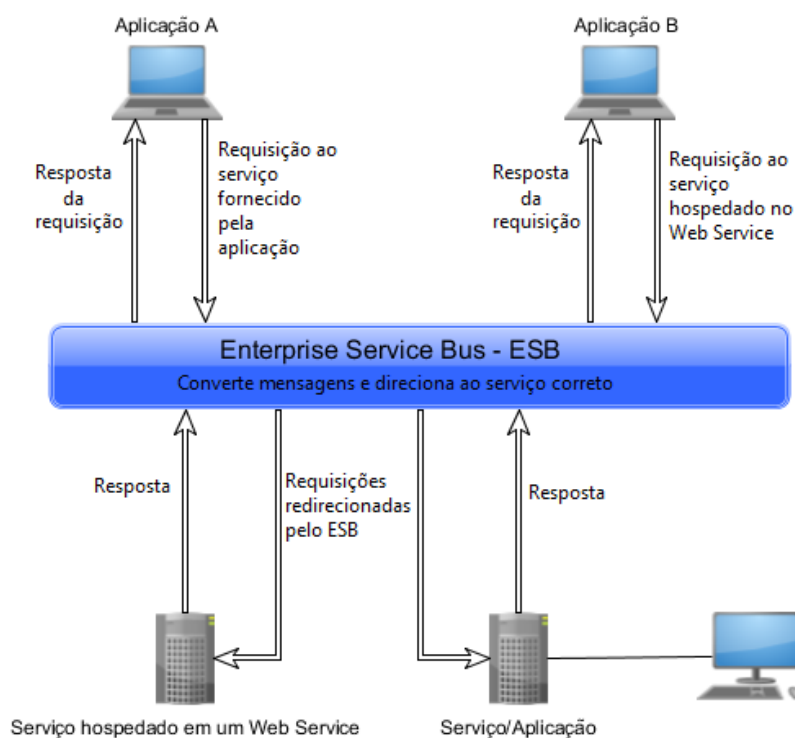 Aplicação A
Aplicação B
Resposta
da
requisição
Requisição ao
serviço
fornecido
pela
aplicação
Resposta
da
requisição
Requisição ao
serviço
hospedado no
Web Service
Enterprise Service Bus - ESB
Converte mensagens e direciona ao serviço correto
Resposta
Requisições
redirecionadas
pelo ESB
Resposta
Serviço hospedado em um Web Service
Serviço/Aplicação